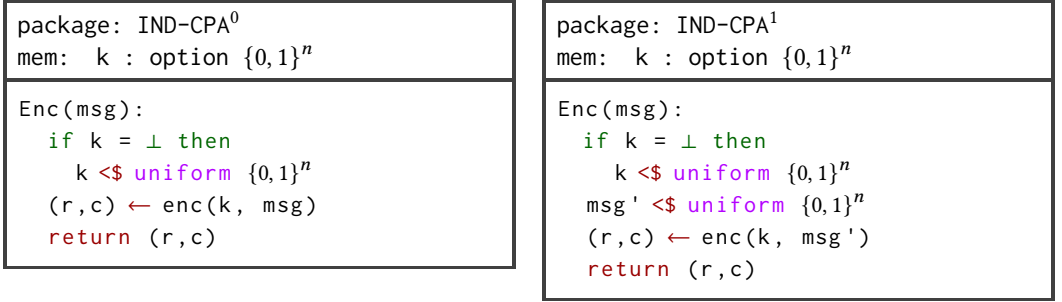 package: IND-CPA⁰
mem: k : option {0, 1}ⁿ
Enc(msg):
if k = ⊥ then
k <$ uniform {0, 1}ⁿ
(r,c) ← enc(k, msg)
return (r,c)
package: IND-CPA¹
mem: k : option {0, 1}ⁿ
Enc(msg):
if k = ⊥ then
k <$ uniform {0, 1}ⁿ
msg' <$ uniform {0, 1}ⁿ
(r,c) ← enc(k, msg')
return (r,c)